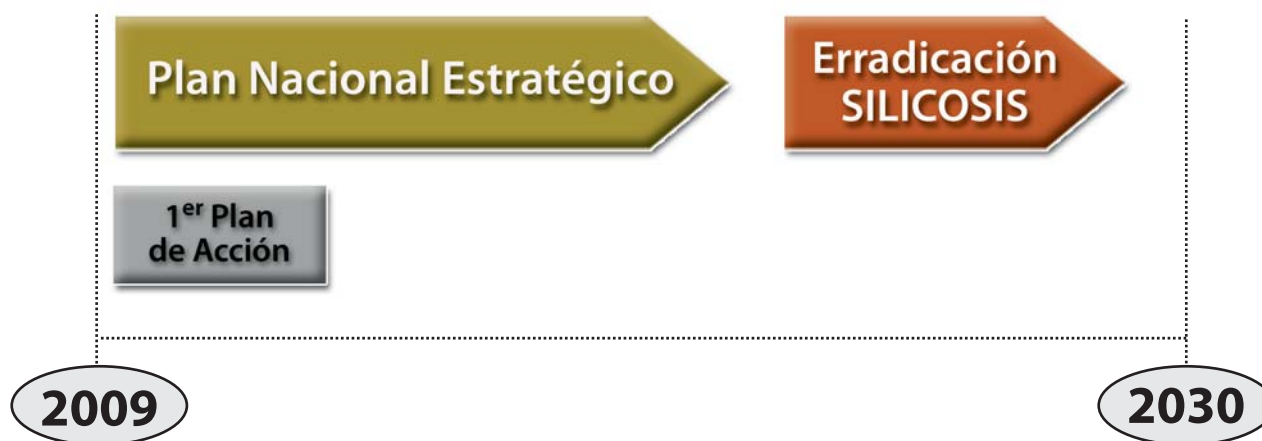 Plan Nacional Estratégico
Erradicación
SILICOSIS
1er Plan
de Acción
2009
2030